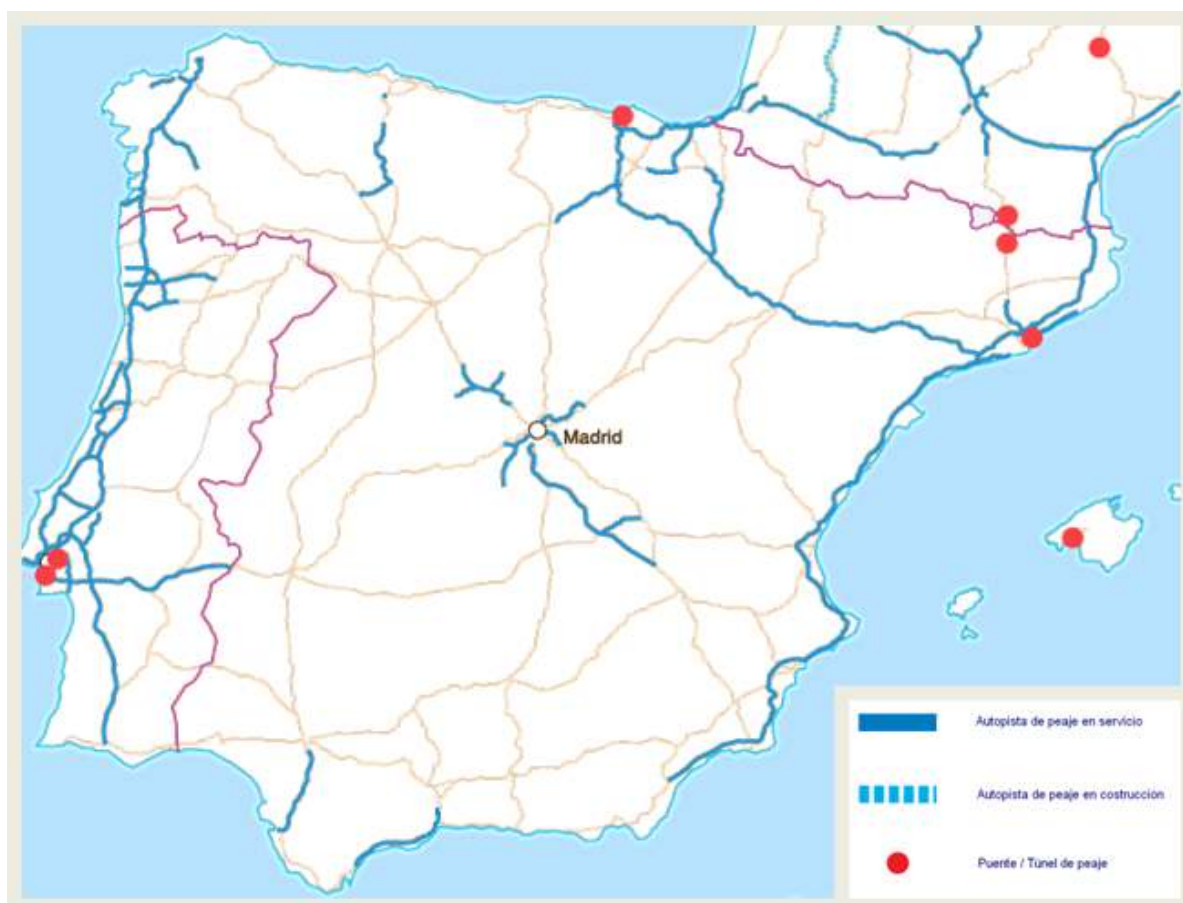 Madrid
Autopista de peaje en servicio
Autopista de peaje en costrucción
Puente / Túnel de peaje